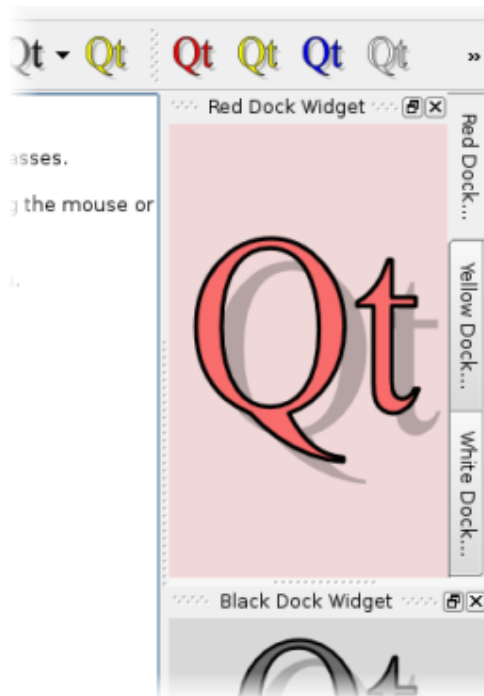 Qt Qt Qt Qt Qt Qt »
Red Dock Widget
Red Dock...
the mouse or
Yellow Dock...
Qt
White Dock...
Black Dock Widget
Qt